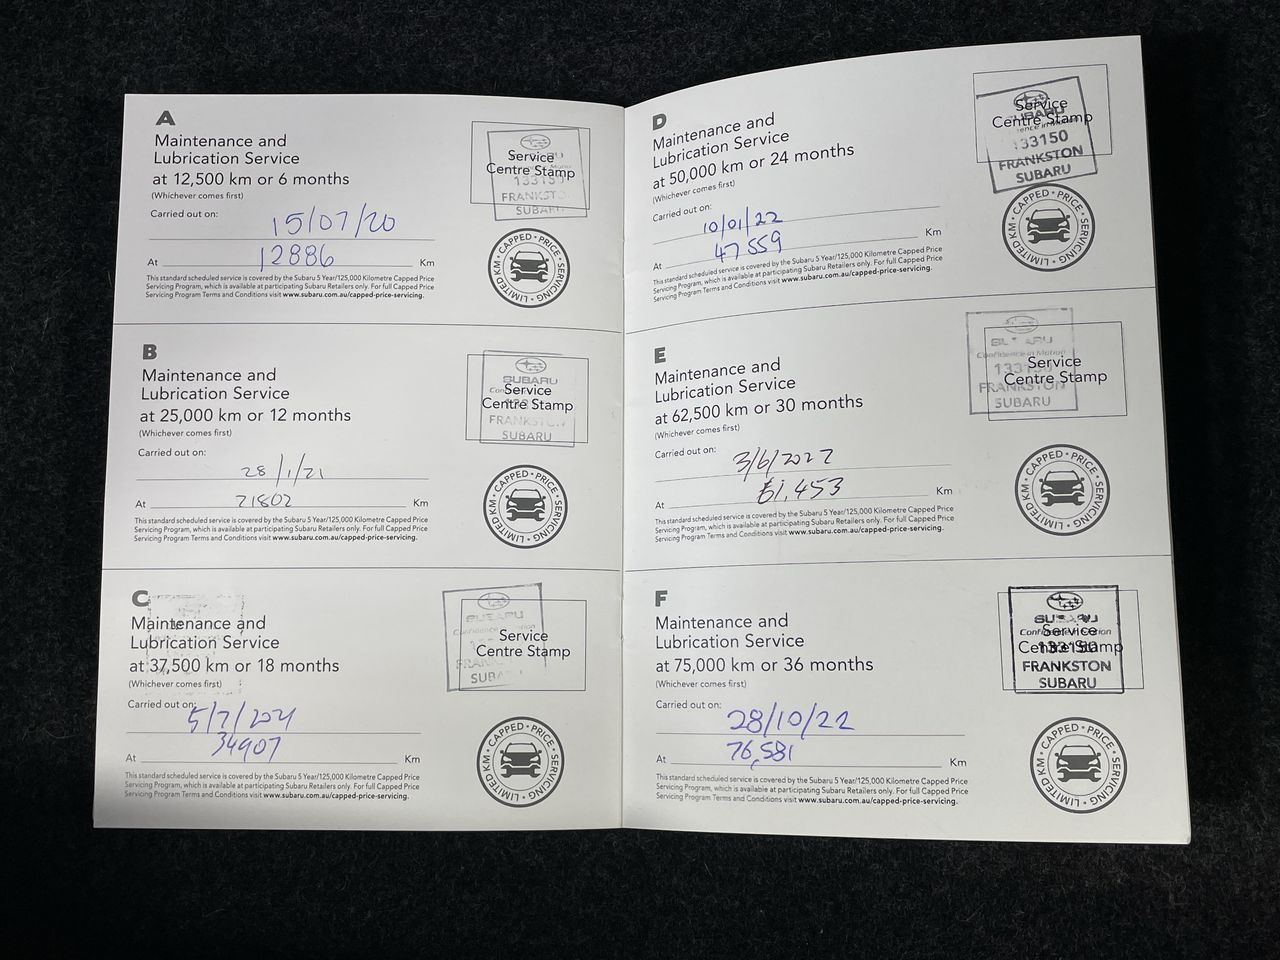 A
Maintenance and
Lubrication Service
at 12,500 km or 6 months
(Whichever comes first)
Carried out on:
15/07/20
At 12886 Km
This standard scheduled service is covered by the Subaru 5 Year/125,000 Kilometre Capped Price
Servicing Program, which is available at participating Subaru Retailers only. For full Capped Price
Servicing Program Terms and Conditions visit www.subaru.com.au/capped-price-servicing.
Service
Centre Stamp
133150
FRANKSTON
SUBARU
LIMITED KM • CAPPED • PRICE • SERVICING •
B
Maintenance and
Lubrication Service
at 25,000 km or 12 months
(Whichever comes first)
Carried out on:
28/1/21
At 21802 Km
This standard scheduled service is covered by the Subaru 5 Year/125,000 Kilometre Capped Price
Servicing Program, which is available at participating Subaru Retailers only. For full Capped Price
Servicing Program Terms and Conditions visit www.subaru.com.au/capped-price-servicing.
SUBARU
Service
Centre Stamp
FRANKSTON
SUBARU
LIMITED KM • CAPPED • PRICE • SERVICING •
C
Maintenance and
Lubrication Service
at 37,500 km or 18 months
(Whichever comes first)
Carried out on:
5/7/2021
At 34907 Km
This standard scheduled service is covered by the Subaru 5 Year/125,000 Kilometre Capped Price
Servicing Program, which is available at participating Subaru Retailers only. For full Capped Price
Servicing Program Terms and Conditions visit www.subaru.com.au/capped-price-servicing.
SUBARU
Service
Centre Stamp
LIMITED KM • CAPPED • PRICE • SERVICING •
D
Maintenance and
Lubrication Service
at 50,000 km or 24 months
(Whichever comes first)
Carried out on:
10/01/22
At 47559 Km
This standard scheduled service is covered by the Subaru 5 Year/125,000 Kilometre Capped Price
Servicing Program, which is available at participating Subaru Retailers only. For full Capped Price
Servicing Program Terms and Conditions visit www.subaru.com.au/capped-price-servicing.
Service
SUBARU
Centre Stamp
133150
FRANKSTON
SUBARU
LIMITED KM • CAPPED • PRICE • SERVICING •
E
Maintenance and
Lubrication Service
at 62,500 km or 30 months
(Whichever comes first)
Carried out on:
3/6/2022
At 61,453 Km
This standard scheduled service is covered by the Subaru 5 Year/125,000 Kilometre Capped Price
Servicing Program, which is available at participating Subaru Retailers only. For full Capped Price
Servicing Program Terms and Conditions visit www.subaru.com.au/capped-price-servicing.
SUBARU
Confidence in Motion
Service
133150
Centre Stamp
FRANKSTON
SUBARU
LIMITED KM • CAPPED • PRICE • SERVICING •
F
Maintenance and
Lubrication Service
at 75,000 km or 36 months
(Whichever comes first)
Carried out on:
28/10/22
At 76,581 Km
This standard scheduled service is covered by the Subaru 5 Year/125,000 Kilometre Capped Price
Servicing Program, which is available at participating Subaru Retailers only. For full Capped Price
Servicing Program Terms and Conditions visit www.subaru.com.au/capped-price-servicing.
SUBARU
Confidence in Motion
Service
Centre Stamp
133150
FRANKSTON
SUBARU
LIMITED KM • CAPPED • PRICE • SERVICING •